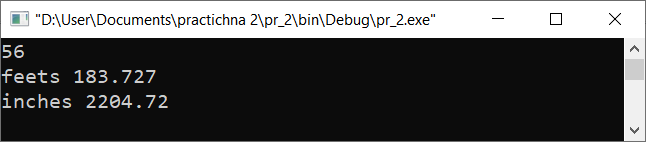 "D:\User\Documents\practichna 2\pr_2\bin\Debug\pr_2.exe"
56
feets 183.727
inches 2204.72